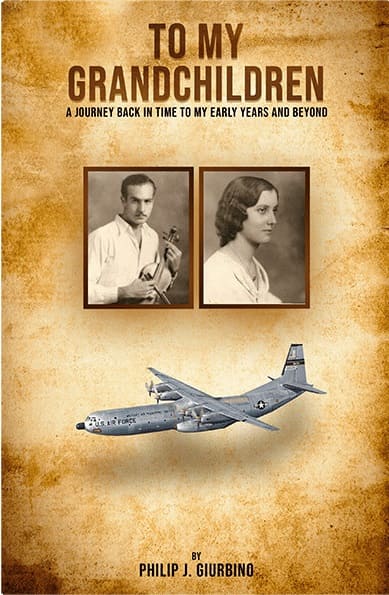 TO MY
GRANDCHILDREN
A JOURNEY BACK IN TIME TO MY EARLY YEARS AND BEYOND
U.S. AIR FORCE
BY
PHILIP J. GIURBINO